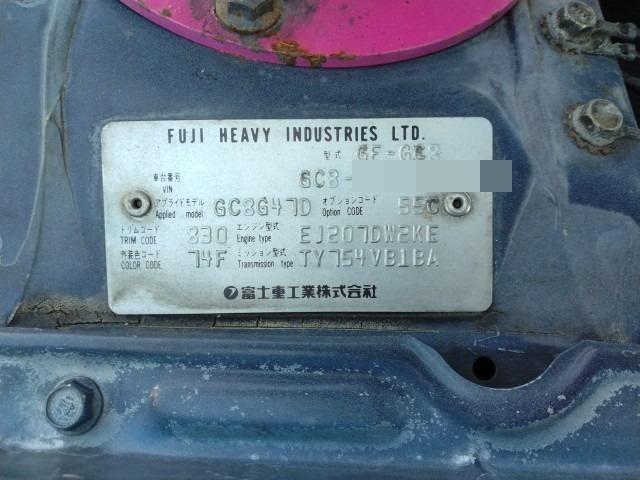 FUJI HEAVY INDUSTRIES LTD.
型式 GF-GC8
車台番号 VIN GC8-
アプライドモデル Applied model GC8G47D オプションコード Option CODE 55C
トリムコード TRIM CODE 830 エンジン型式 Engine type EJ207DW2KE
外装色コード COLOR CODE 74F ミッション型式 Transmission type TY754VB1BA
富士重工業株式会社